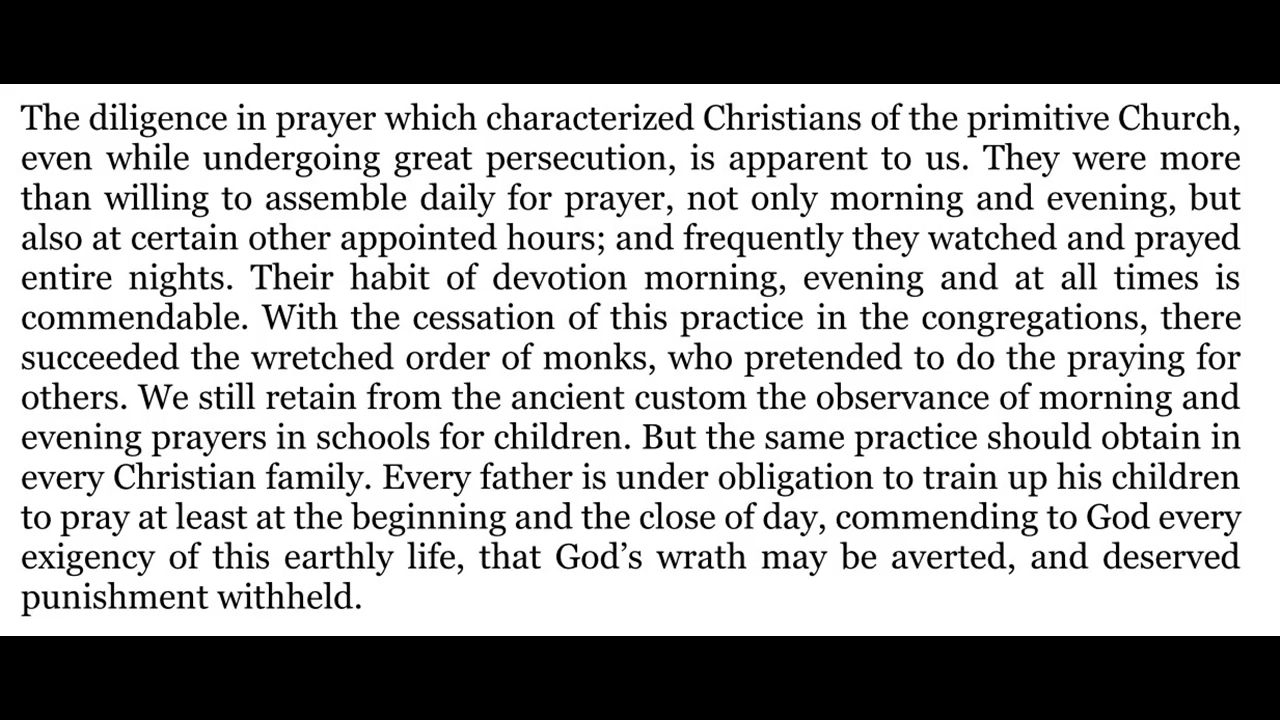 The diligence in prayer which characterized Christians of the primitive Church,
even while undergoing great persecution, is apparent to us. They were more
than willing to assemble daily for prayer, not only morning and evening, but
also at certain other appointed hours; and frequently they watched and prayed
entire nights. Their habit of devotion morning, evening and at all times is
commendable. With the cessation of this practice in the congregations, there
succeeded the wretched order of monks, who pretended to do the praying for
others. We still retain from the ancient custom the observance of morning and
evening prayers in schools for children. But the same practice should obtain in
every Christian family. Every father is under obligation to train up his children
to pray at least at the beginning and the close of day, commending to God every
exigency of this earthly life, that God’s wrath may be averted, and deserved
punishment withheld.